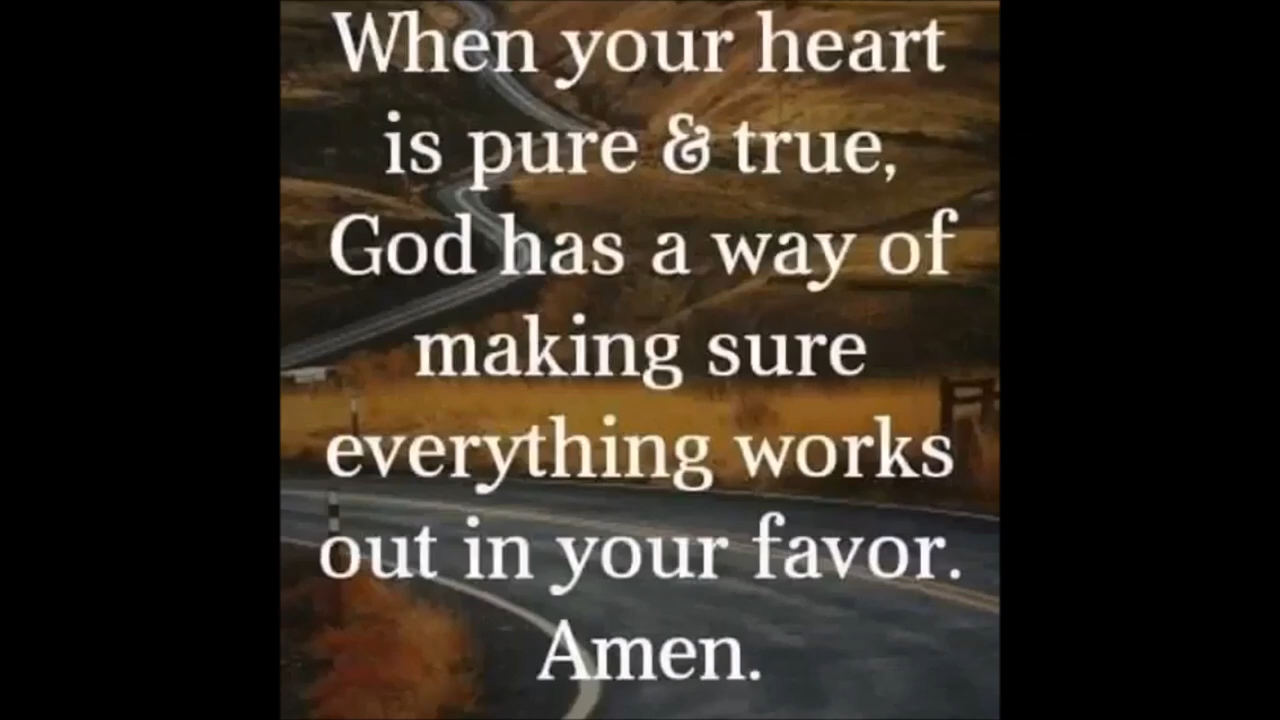 When your heart
is pure & true,
God has a way of
making sure
everything works
out in your favor.
Amen.